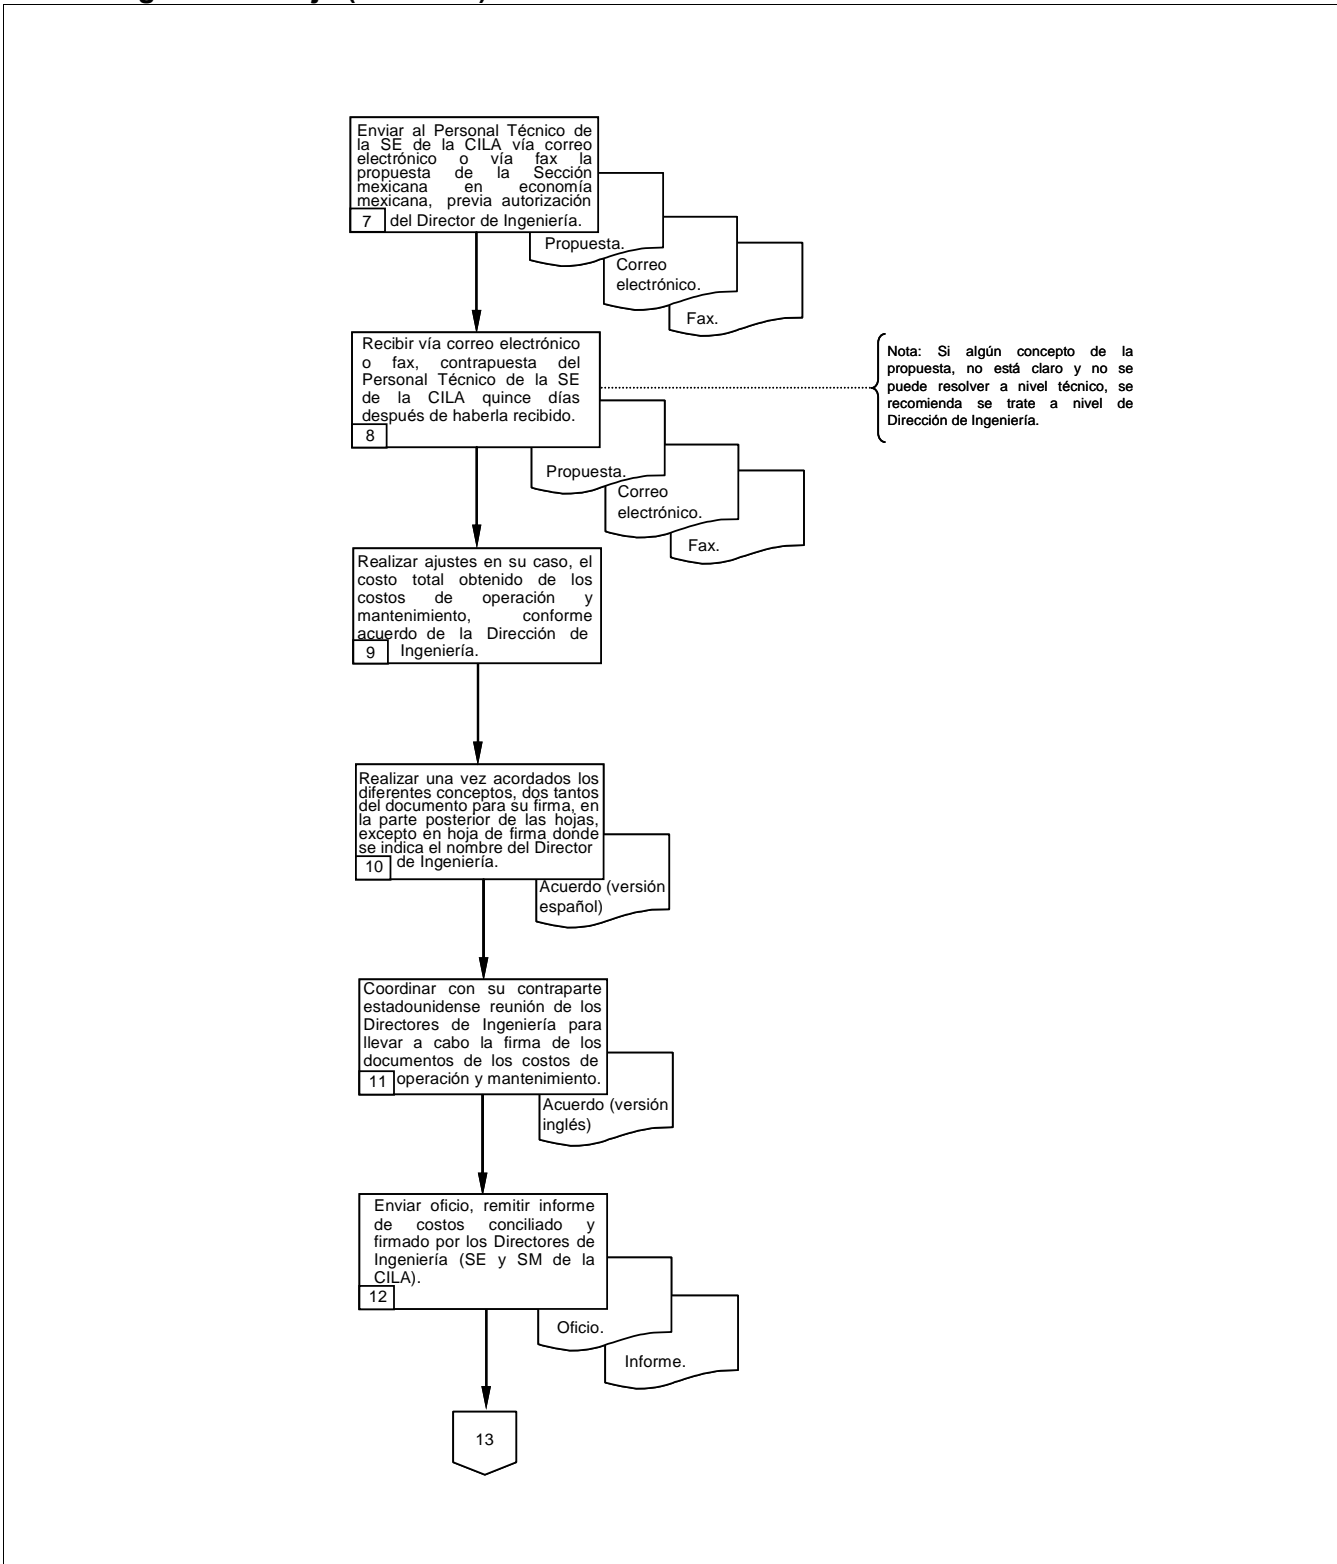 Enviar al Personal Técnico de
la SE de la CILA vía correo
electrónico o vía fax la
propuesta de la Sección
mexicana en economía
mexicana, previa autorización
7 del Director de Ingeniería.
Propuesta.
Correo
electrónico.
Fax.
Recibir vía correo electrónico
o fax, contrapuesta del
Personal Técnico de la SE
de la CILA quince días
después de haberla recibido.
8
Nota: Si algún concepto de la
propuesta, no está claro y no se
puede resolver a nivel técnico, se
recomienda se trate a nivel de
Dirección de Ingeniería.
Propuesta.
Correo
electrónico.
Fax.
Realizar ajustes en su caso, el
costo total obtenido de los
costos de operación y
mantenimiento, conforme
acuerdo de la Dirección de
9 Ingeniería.
Realizar una vez acordados los
diferentes conceptos, dos tantos
del documento para su firma, en
la parte posterior de las hojas,
excepto en hoja de firma donde
se indica el nombre del Director
10 de Ingeniería.
Acuerdo (versión
español)
Coordinar con su contraparte
estadounidense reunión de los
Directores de Ingeniería para
llevar a cabo la firma de los
documentos de los costos de
11 operación y mantenimiento.
Acuerdo (versión
inglés)
Enviar oficio, remitir informe
de costos conciliado y
firmado por los Directores de
Ingeniería (SE y SM de la
CILA).
12
Oficio.
Informe.
13